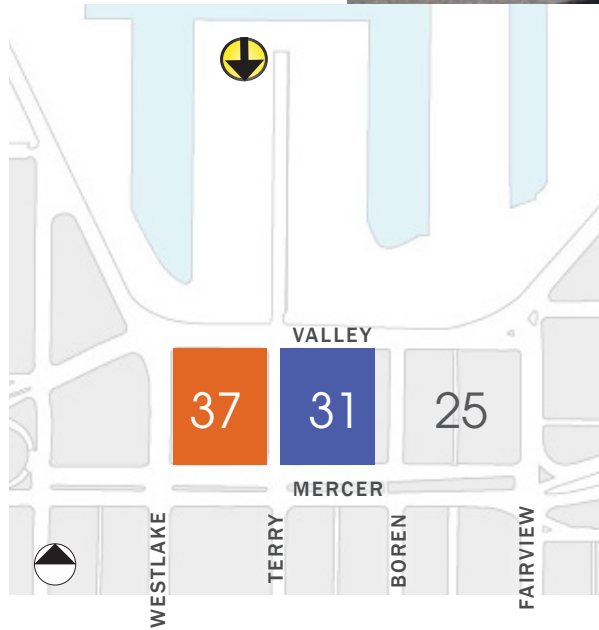 VALLEY
37
31
25
MERCER
WESTLAKE
TERRY
BOREN
FAIRVIEW